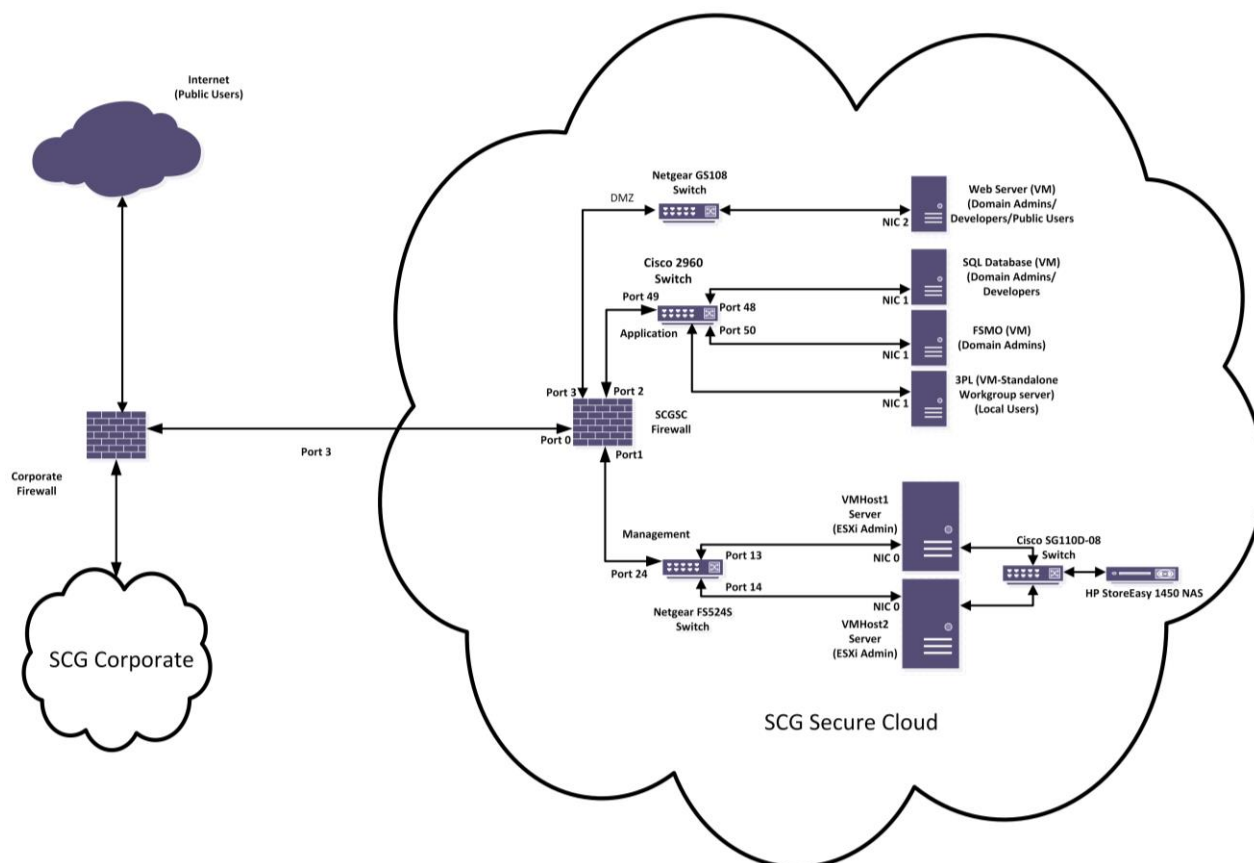 Internet
(Public Users)
Netgear GS108
Switch
DMZ
NIC 2
Web Server (VM)
(Domain Admins/
Developers/Public Users
Cisco 2960
Switch
Port 49
Port 48
Port 50
Application
NIC 1
SQL Database (VM)
(Domain Admins/
Developers
NIC 1
FSMO (VM)
(Domain Admins)
NIC 1
3PL (VM-Standalone
Workgroup server)
(Local Users)
Port 3
Port 2
SCGSC
Firewall
Port 0
Port1
Port 3
Corporate
Firewall
SCG Corporate
Management
Port 24
Port 13
Port 14
Netgear FS524S
Switch
VMHost1
Server
(ESXi Admin)
NIC 0
NIC 0
VMHost2
Server
(ESXi Admin)
Cisco SG110D-08
Switch
HP StoreEasy 1450 NAS
SCG Secure Cloud